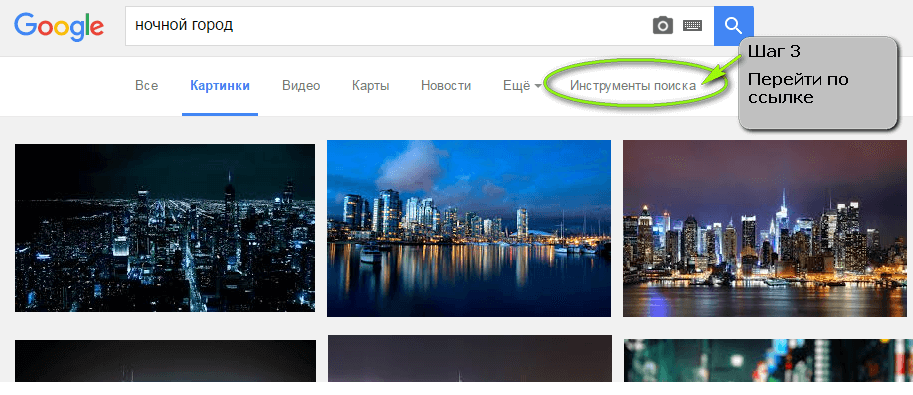 Google
ночной город
Шаг 3
Перейти по
ссылке
Все Картинки Видео Карты Новости Ещё Инструменты поиска